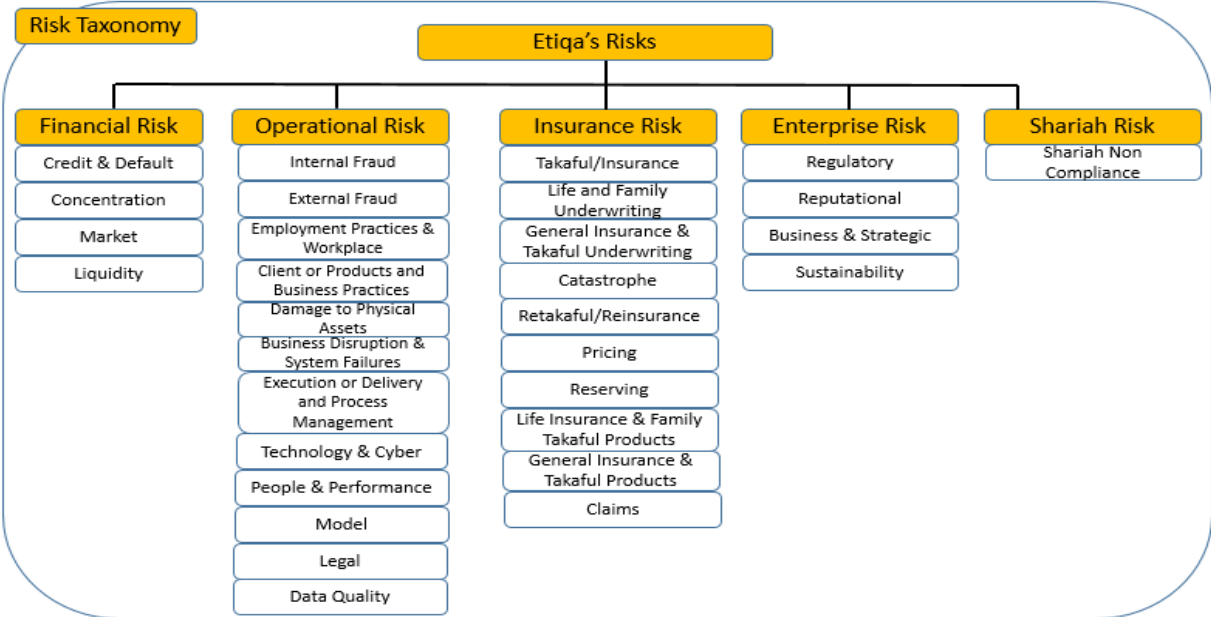 Risk Taxonomy
Etiqa's Risks
Financial Risk
Credit & Default
Concentration
Market
Liquidity
Operational Risk
Internal Fraud
External Fraud
Employment Practices &
Workplace
Client or Products and
Business Practices
Damage to Physical
Assets
Business Disruption &
System Failures
Execution or Delivery
and Process
Management
Technology & Cyber
People & Performance
Model
Legal
Data Quality
Insurance Risk
Takaful/Insurance
Life and Family
Underwriting
General Insurance &
Takaful Underwriting
Catastrophe
Retakaful/Reinsurance
Pricing
Reserving
Life Insurance & Family
Takaful Products
General Insurance &
Takaful Products
Claims
Enterprise Risk
Regulatory
Reputational
Business & Strategic
Sustainability
Shariah Risk
Shariah Non
Compliance